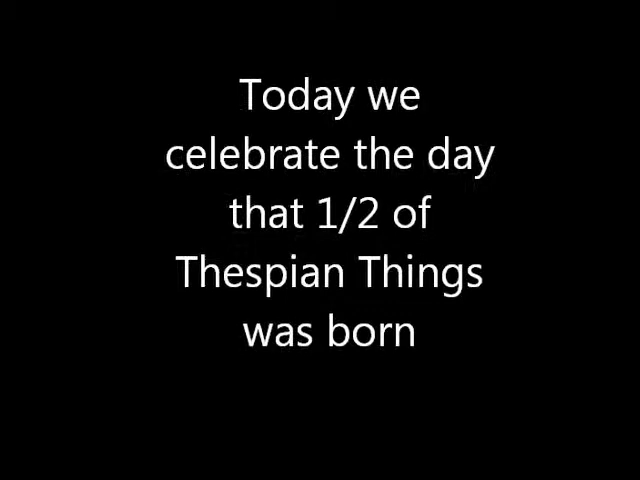 Today we
celebrate the day
that 1/2 of
Thespian Things
was born